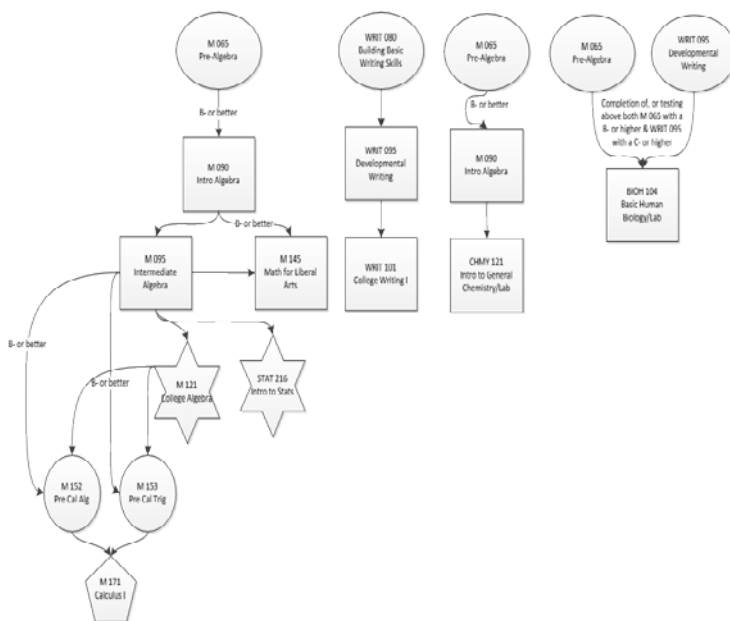 M 065
Pre-Algebra
WRIT 080
Building Basic
Writing Skills
M 065
Pre-Algebra
M 065
Pre-Algebra
WRIT 095
Developmental
Writing
B- or better
B- or better
Completion of, or testing
above both M 065 with a
B- or higher & WRIT 095
with a C- or higher
M 090
Intro Algebra
WRIT 095
Developmental
Writing
M 090
Intro Algebra
BIOH 104
Basic Human
Biology/Lab
B- or better
M 095
Intermediate
Algebra
M 145
Math for Liberal
Arts
WRIT 101
College Writing I
CHMY 121
Intro to General
Chemistry/Lab
B- or better
B- or better
M 121
College Algebra
STAT 216
Intro to Stats
M 152
Pre Cal Alg
M 153
Pre Cal Trig
M 171
Calculus I